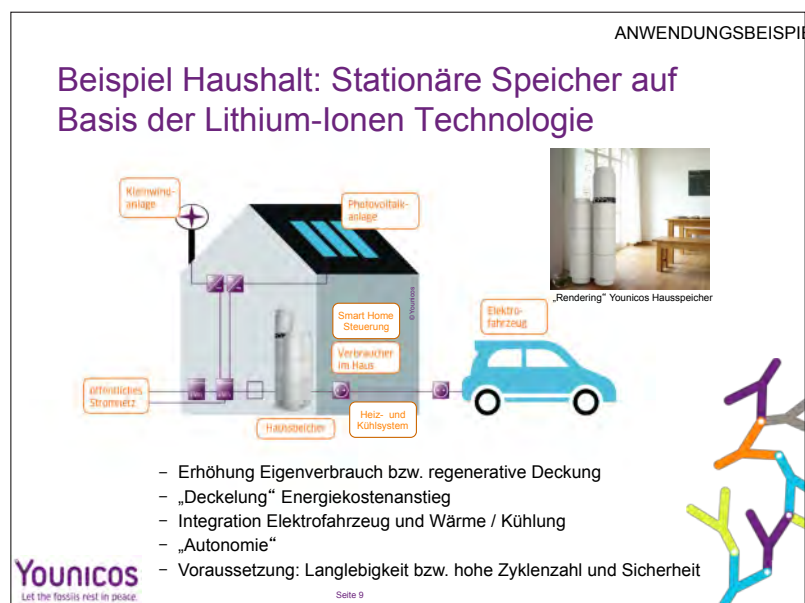 ANWENDUNGSBEISPIE
Beispiel Haushalt: Stationäre Speicher auf
Basis der Lithium-Ionen Technologie
Kleinwind-
anlage
Photovoltaik-
anlage
© Younicos
„Rendering“ Younicos Hausspeicher
Smart Home
Steuerung
Elektro-
fahrzeug
Verbraucher
im Haus
öffentliches
Stromnetz
Heiz- und
Kühlsystem
Hausspeicher
– Erhöhung Eigenverbrauch bzw. regenerative Deckung
– „Deckelung“ Energiekostenanstieg
– Integration Elektrofahrzeug und Wärme / Kühlung
– „Autonomie“
– Voraussetzung: Langlebigkeit bzw. hohe Zyklenzahl und Sicherheit
YOUNICOS
Let the fossils rest in peace.
Seite 9